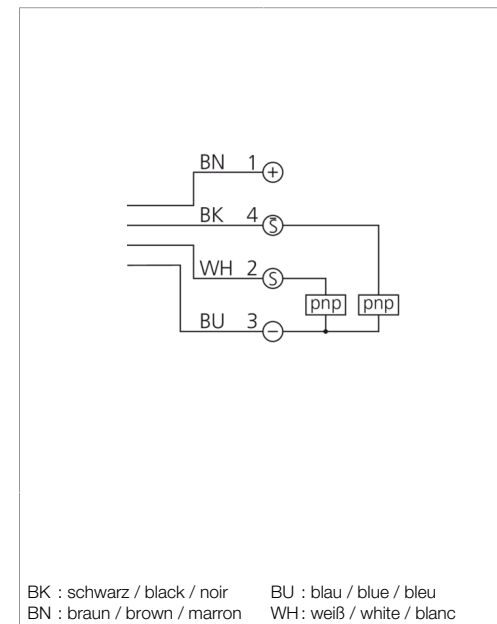 BN 1 +
BK 4 S̄
WH 2 S
pnp pnp
BU 3 −
BK : schwarz / black / noir BU : blau / blue / bleu
BN : braun / brown / marron WH : weiß / white / blanc